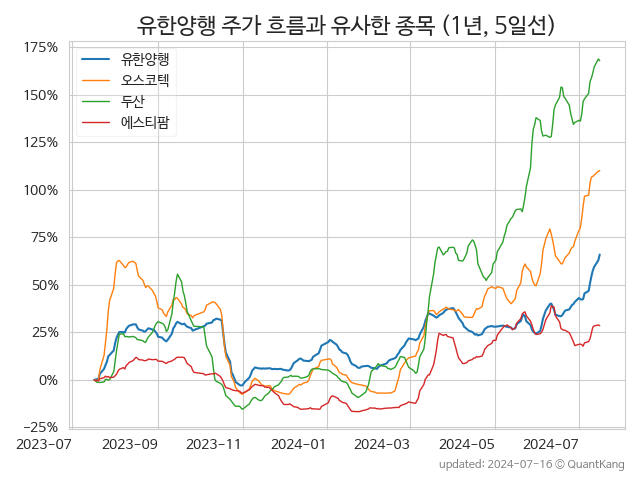 유한양행 주가 흐름과 유사한 종목 (1년, 5일선)
175%
150%
125%
100%
75%
50%
25%
0%
−25%
유한양행
오스코텍
두산
에스티팜
2023-07 2023-09 2023-11 2024-01 2024-03 2024-05 2024-07
updated: 2024-07-16 © QuantKang